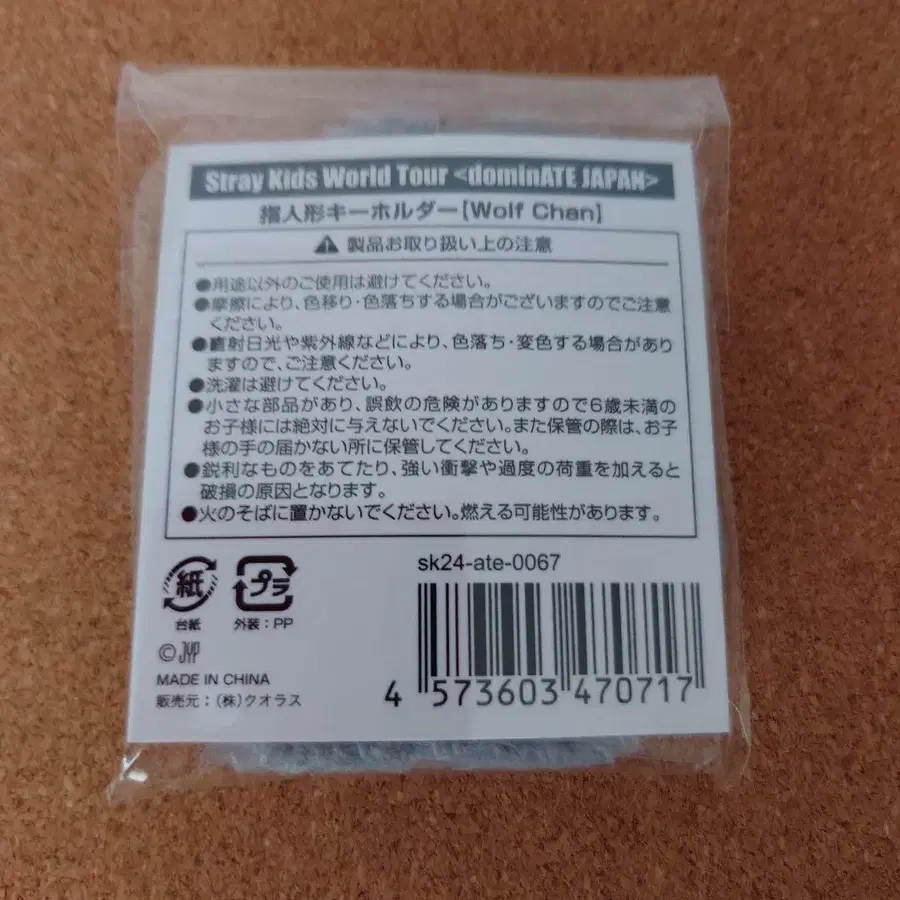 Stray Kids World Tour <dominATE JAPAN>
指人形キーホルダー【Wolf Chan】
製品お取り扱い上の注意
●用途以外のご使用は避けてください。
●摩擦により、色移り・色落ちする場合がございますのでご注意
ください。
●直射日光や紫外線などにより、色落ち・変色する場合があり
ますので、ご注意ください。
●洗濯は避けてください。
●小さな部品があり、誤飲の危険がありますので6歳未満の
お子様には絶対に与えないでください。また保管の際は、お子
様の手の届かない所に保管してください。
●鋭利なものをあてたり、強い衝撃や過度の荷重を加えると
破損の原因となります。
●火のそばに置かないでください。燃える可能性があります。
紙 プラ
台紙 外装:PP
sk24-ate-0067
©JYP
MADE IN CHINA
販売元:(株)クオラス
4 573603 470717